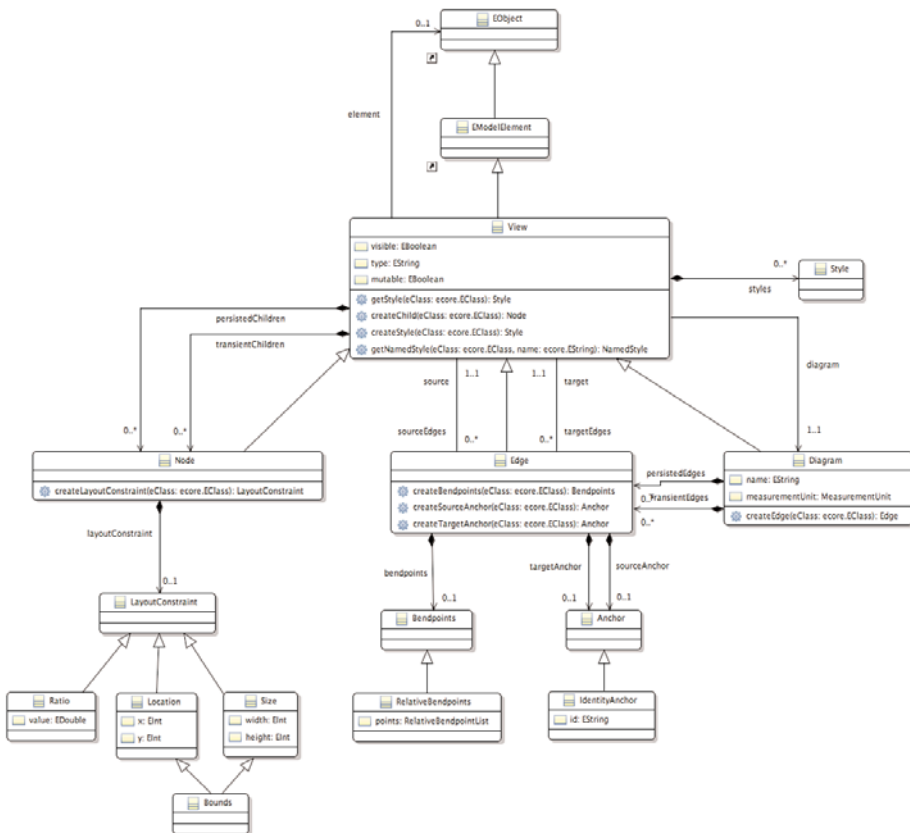 EObject
0..1
element
EModelElement
View
visible: EBoolean
type: EString
mutable: EBoolean
getStyle(eClass: ecore.EClass): Style
createChild(eClass: ecore.EClass): Node
createStyle(eClass: ecore.EClass): Style
getNamedStyle(eClass: ecore.EClass, name: ecore.EString): NamedStyle
0..*
Style
styles
persistedChildren
transientChildren
source
1..1
1..1
target
diagram
0..*
0..*
sourceEdges
0..*
0..*
targetEdges
1..1
Node
createLayoutConstraint(eClass: ecore.EClass): LayoutConstraint
Edge
createBendpoints(eClass: ecore.EClass): Bendpoints
createSourceAnchor(eClass: ecore.EClass): Anchor
createTargetAnchor(eClass: ecore.EClass): Anchor
persistedEdges
0..*
transientEdges
0..*
Diagram
name: EString
measurementUnit: MeasurementUnit
createEdge(eClass: ecore.EClass): Edge
layoutConstraint
0..1
bendpoints
0..1
targetAnchor
sourceAnchor
0..1
0..1
LayoutConstraint
Bendpoints
Anchor
Ratio
value: EDouble
Location
x: EInt
y: EInt
Size
width: EInt
height: EInt
RelativeBendpoints
points: RelativeBendpointList
IdentityAnchor
id: EString
Bounds